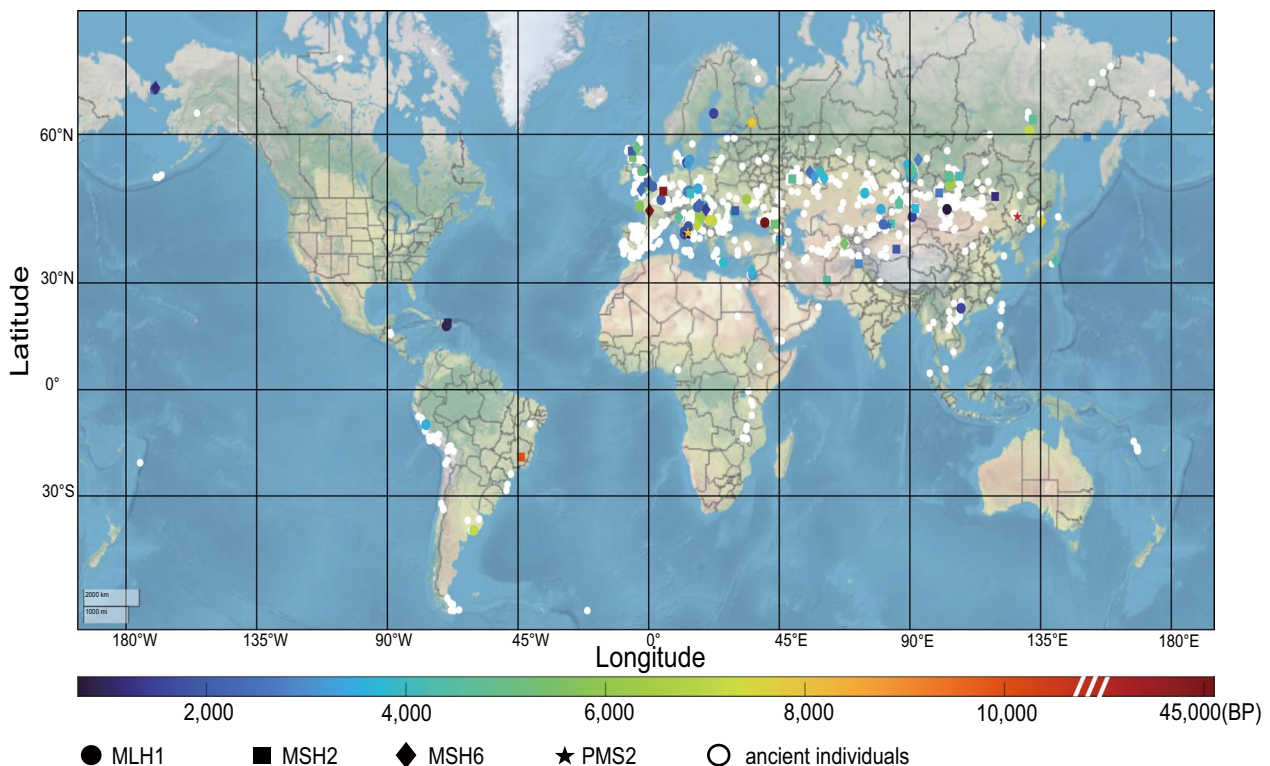 Latitude
60°N
30°N
0°
30°S
2000 km
1000 mi
180°W 135°W 90°W 45°W 0° 45°E 90°E 135°E 180°E
Longitude
2,000 4,000 6,000 8,000 10,000 45,000(BP)
MLH1 MSH2 MSH6 PMS2 ancient individuals